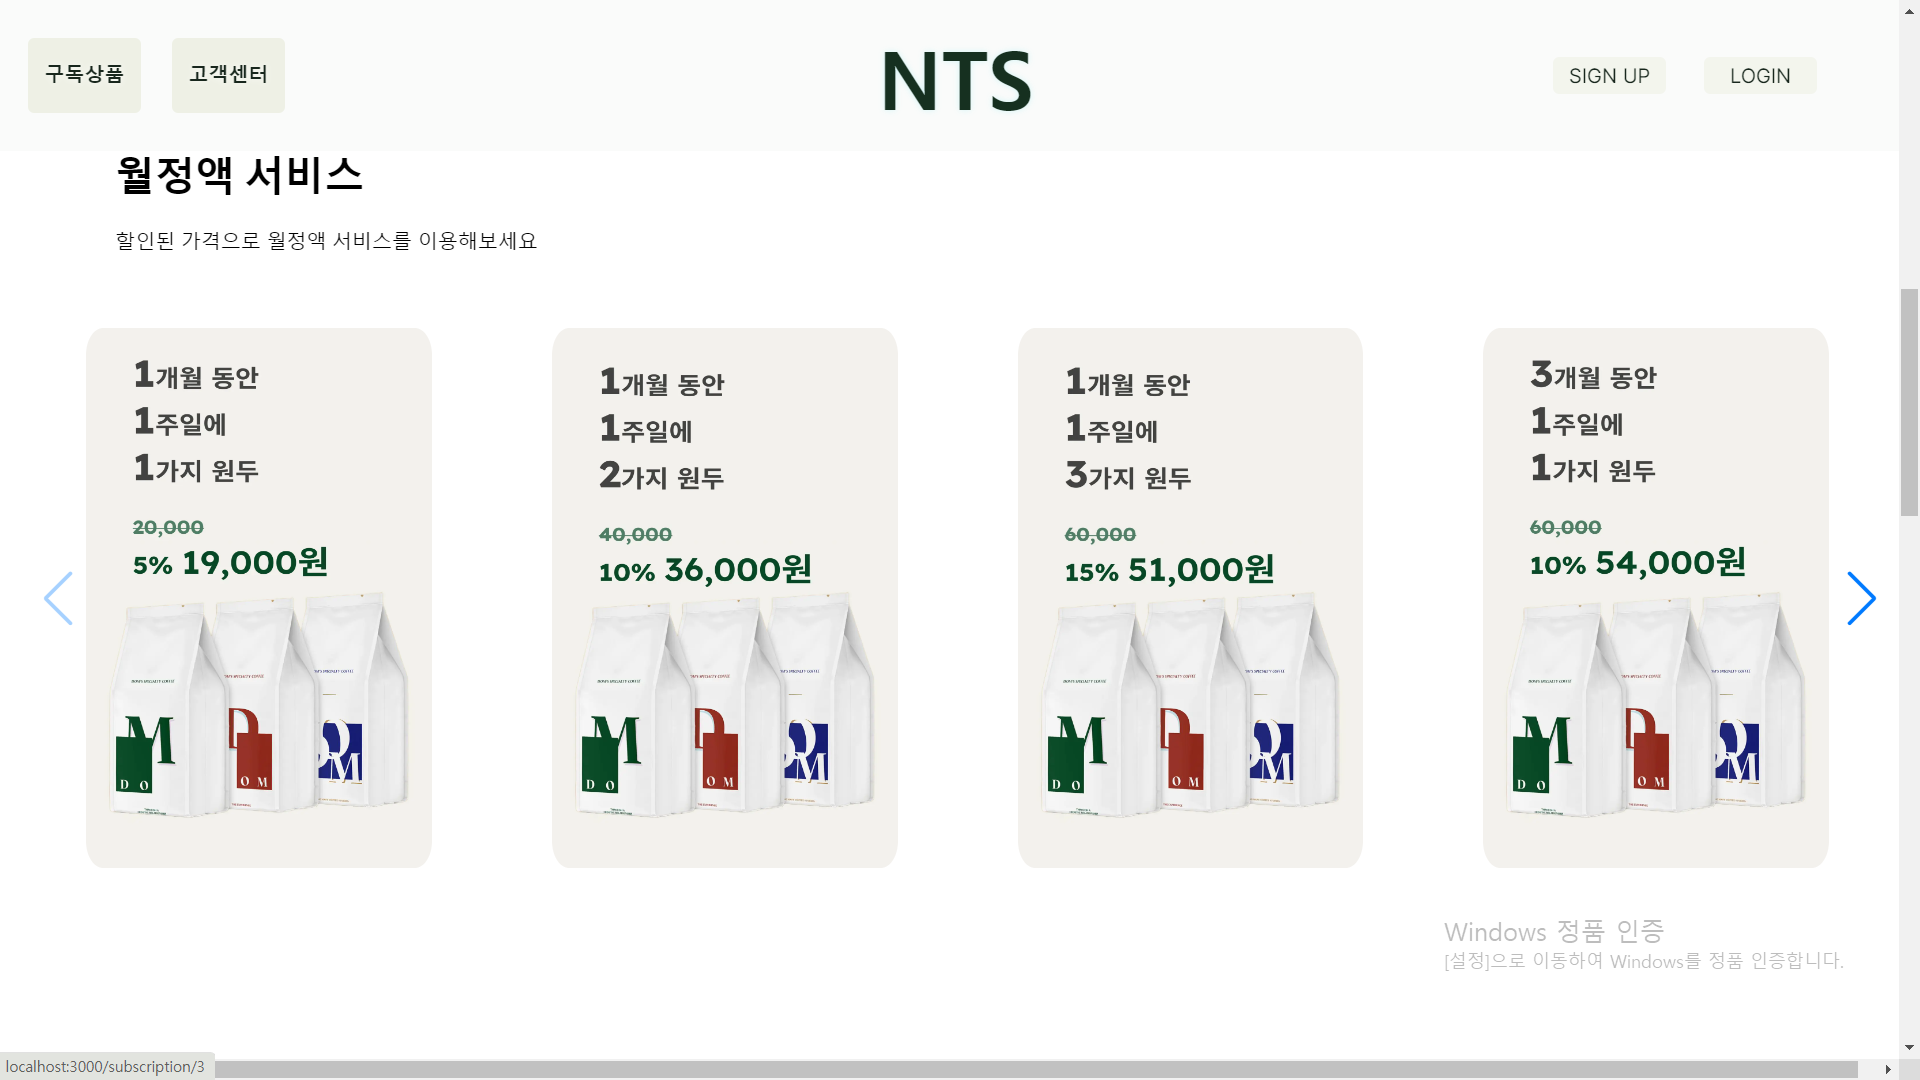 구독상품
고객센터
NTS
SIGN UP
LOGIN
월정액 서비스
할인된 가격으로 월정액 서비스를 이용해보세요
1개월 동안
1주일에
1가지 원두
20,000
5% 19,000원
M
D O
D
O M
D
OM
1개월 동안
1주일에
2가지 원두
40,000
10% 36,000원
M
D O
D
O M
D
OM
1개월 동안
1주일에
3가지 원두
60,000
15% 51,000원
M
D O
D
O M
D
OM
3개월 동안
1주일에
1가지 원두
60,000
10% 54,000원
M
D O
D
O M
D
OM
Windows 정품 인증
[설정]으로 이동하여 Windows를 정품 인증합니다.
localhost:3000/subscription/3